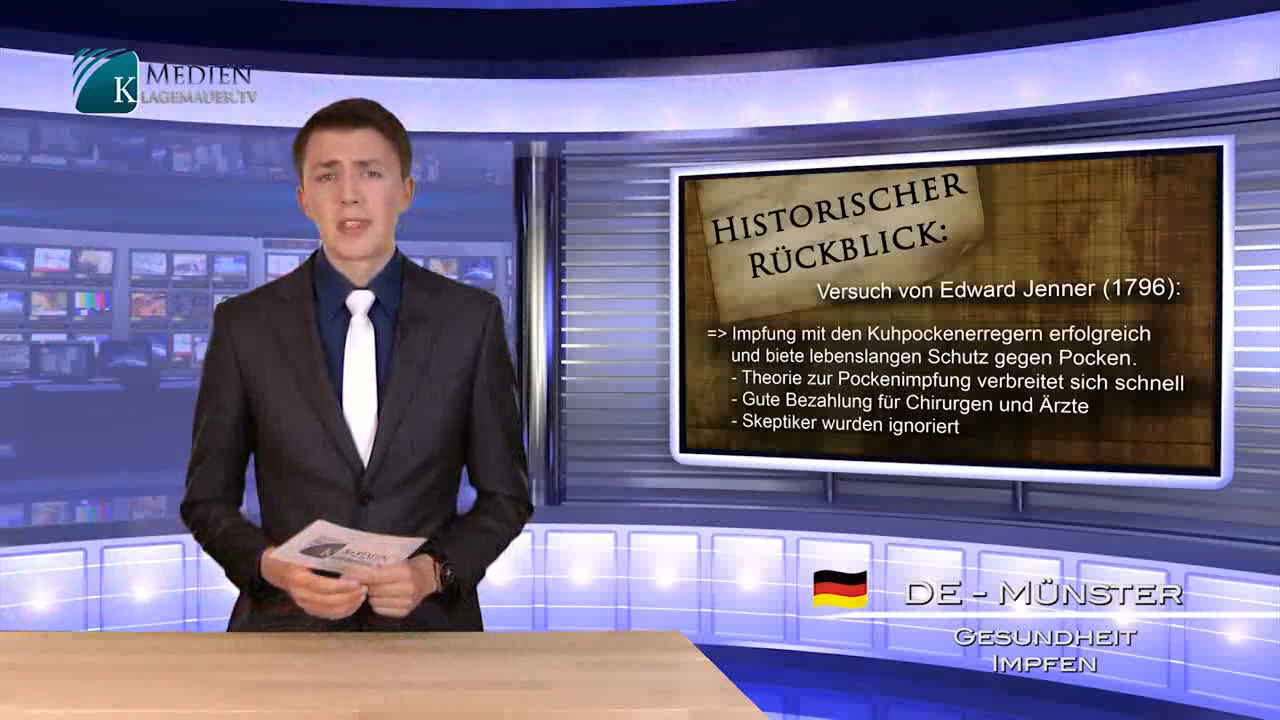 MEDIEN
KLAGEMAUER.TV
HISTORISCHER
RÜCKBLICK:
Versuch von Edward Jenner (1796):
=> Impfung mit den Kuhpockenerregern erfolgreich
und biete lebenslangen Schutz gegen Pocken.
- Theorie zur Pockenimpfung verbreitet sich schnell
- Gute Bezahlung für Chirurgen und Ärzte
- Skeptiker wurden ignoriert
K MEDIEN
DE - MÜNSTER
GESUNDHEIT
IMPFEN